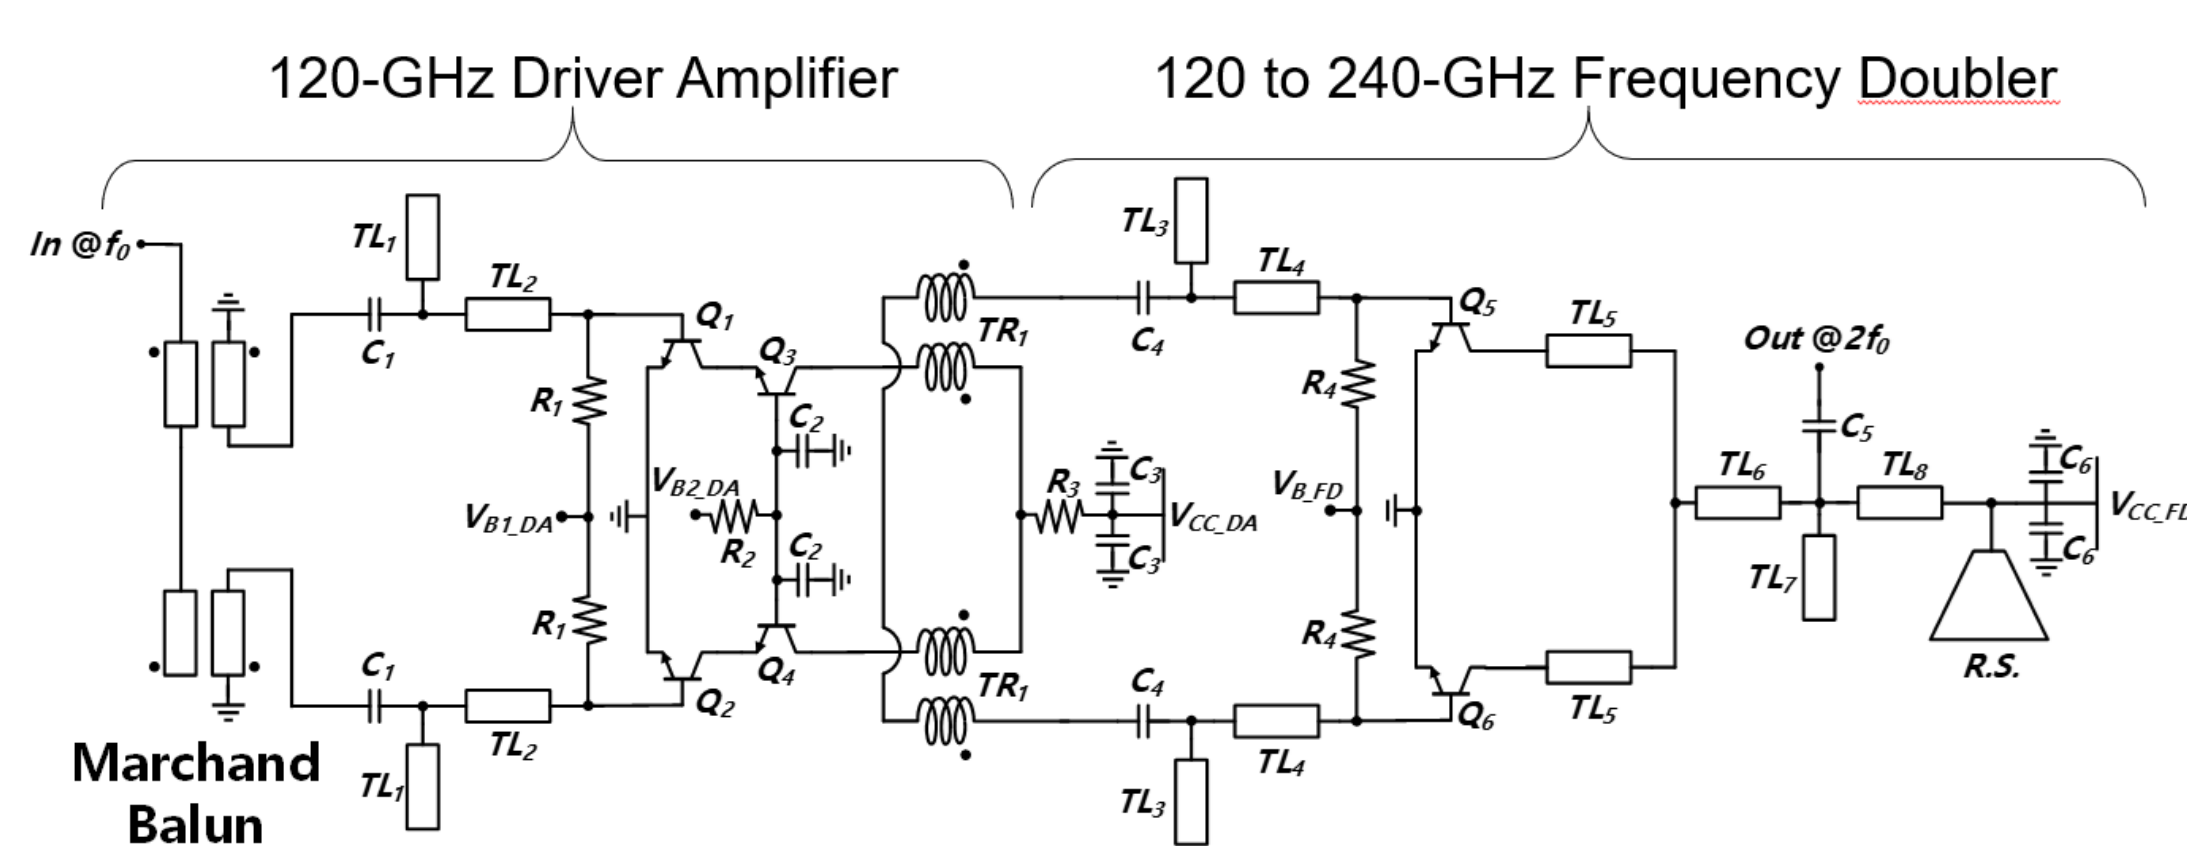 120-GHz Driver Amplifier
120 to 240-GHz Frequency Doubler
In @f0
TL1
TL2
C1
R1
Q1
Q3
C2
VB1_DA
VB2_DA
R2
C2
R1
Q4
Q2
C1
TL2
TL1
Marchand
Balun
TR1
TR1
R3
C3
C3
VCC_DA
TL3
TL4
C4
R4
Q5
TL5
VB_FD
R4
C4
TL4
TL3
Q6
TL5
Out @2f0
C5
TL6
TL8
TL7
R.S.
C6
C6
VCC_FD